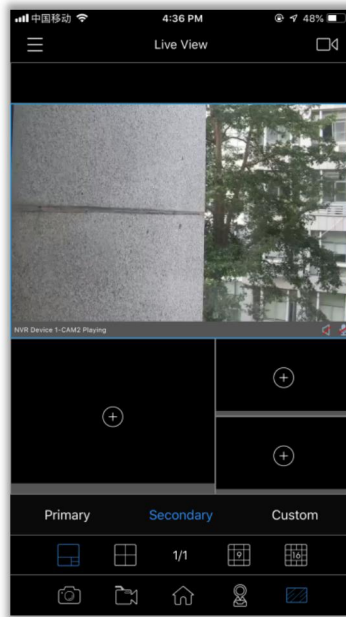 中国移动 4:36 PM 48%
Live View
NVR Device 1-CAM2 Playing
Primary Secondary Custom
1/1 9 16